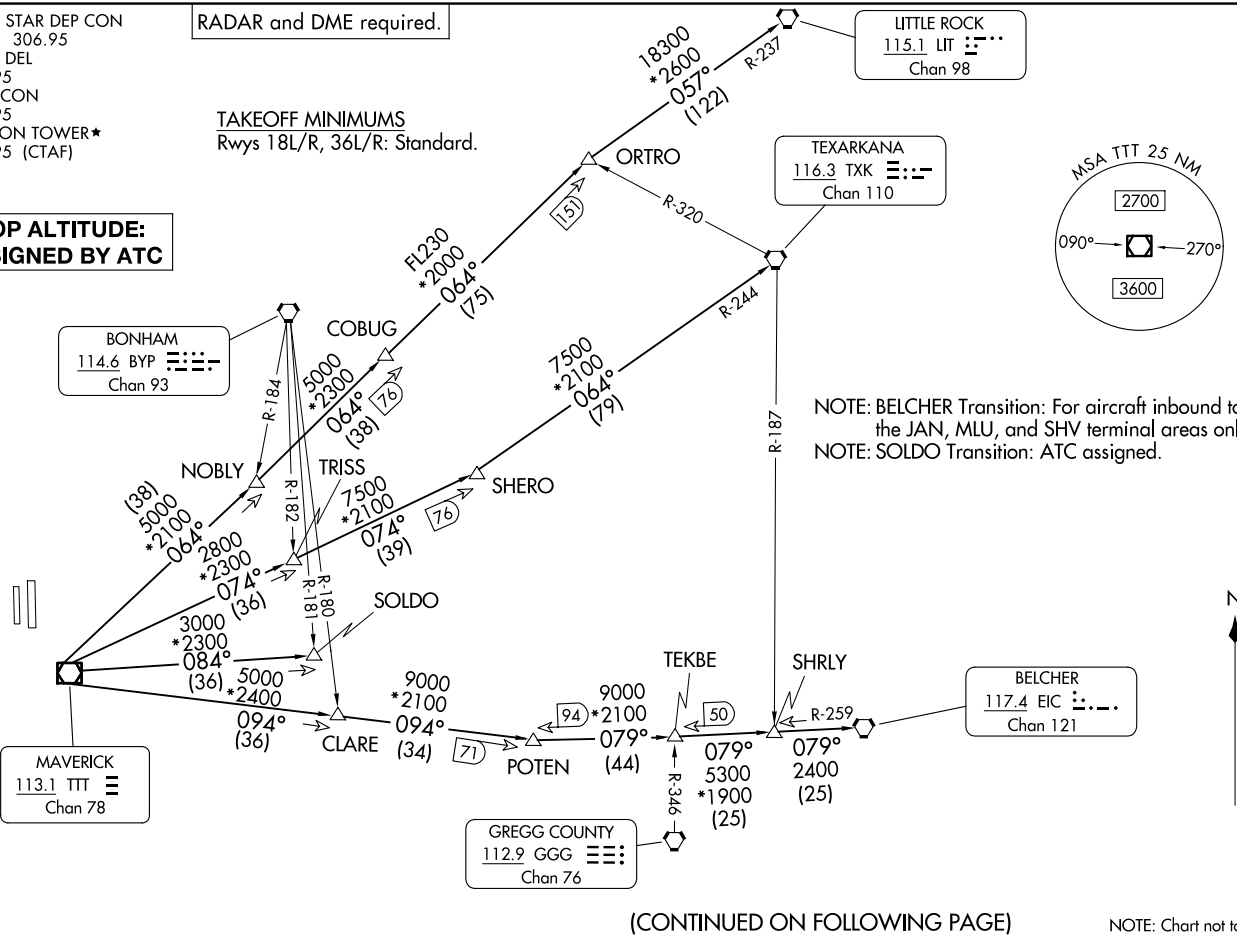 STAR DEP CON
306.95
DEL
CON
ON TOWER★
(CTAF)
RADAR and DME required.
TAKEOFF MINIMUMS
Rwys 18L/R, 36L/R: Standard.
OP ALTITUDE:
SIGNED BY ATC
LITTLE ROCK
115.1 LIT
Chan 98
R-237
18300
*2600
057°
(122)
ORTRO
151
TEXARKANA
116.3 TXK
Chan 110
R-320
MSA TTT 25 NM
2700
090°
270°
3600
FL230
*2000
064°
(75)
R-244
BONHAM
114.6 BYP
Chan 93
COBUG
76
5000
*2300
064°
(38)
R-184
R-182
R-181
R-180
7500
*2100
064°
(79)
R-187
NOTE: BELCHER Transition: For aircraft inbound to
the JAN, MLU, and SHV terminal areas onl
NOTE: SOLDO Transition: ATC assigned.
NOBLY
TRISS
SHERO
76
7500
*2100
074°
(39)
(38)
5000
*2100
064°
2800
*2300
074°
(36)
SOLDO
3000
*2300
084°
(36)
5000
*2400
094°
(36)
CLARE
9000
*2100
094°
(34)
71
POTEN
94
9000
*2100
079°
(44)
TEKBE
50
SHRLY
R-259
079°
5300
*1900
(25)
079°
2400
(25)
BELCHER
117.4 EIC
Chan 121
N
MAVERICK
113.1 TTT
Chan 78
R-346
GREGG COUNTY
112.9 GGG
Chan 76
(CONTINUED ON FOLLOWING PAGE)
NOTE: Chart not to